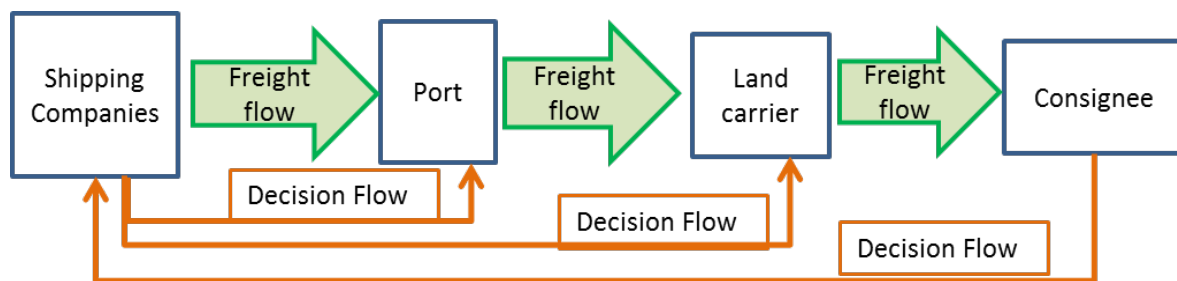 Shipping
Companies
Freight
flow
Port
Freight
flow
Land
carrier
Freight
flow
Consignee
Decision Flow
Decision Flow
Decision Flow